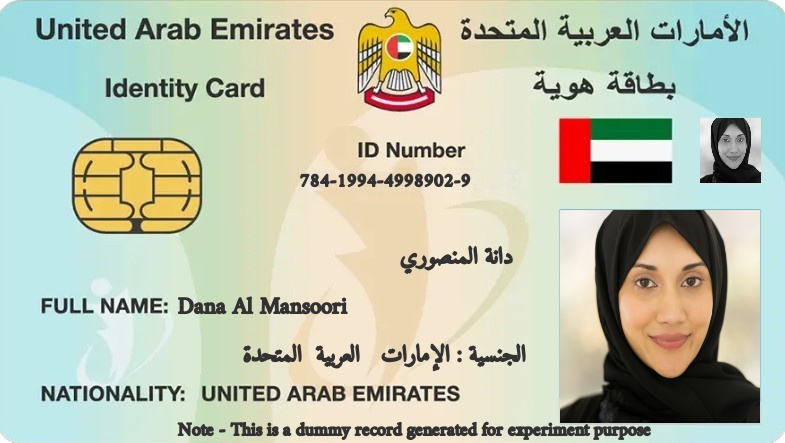 United Arab Emirates
الأمارات العربية المتحدة
Identity Card
بطاقة هوية
ID Number
784-1994-4998902-9
دانة المنصوري
FULL NAME: Dana Al Mansoori
الجنسية : الإمارات العربية المتحدة
NATIONALITY: UNITED ARAB EMIRATES
Note - This is a dummy record generated for experiment purpose